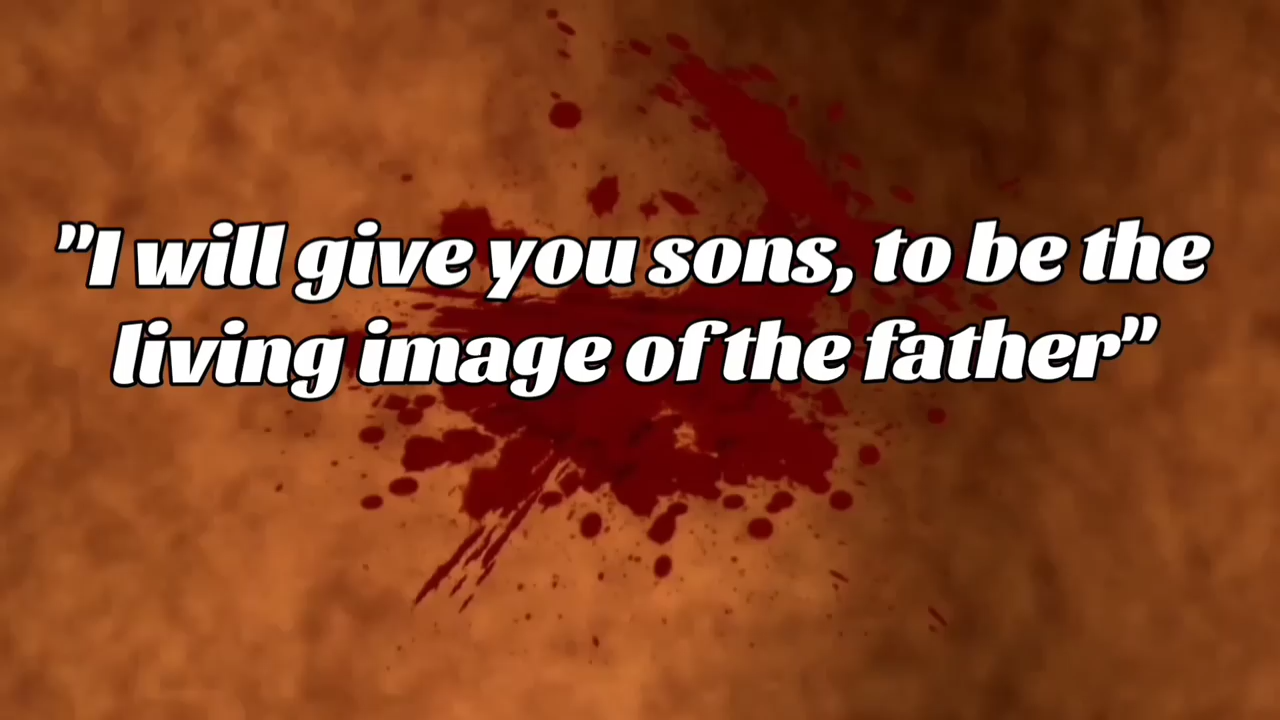 "I will give you sons, to be the
living image of the father"